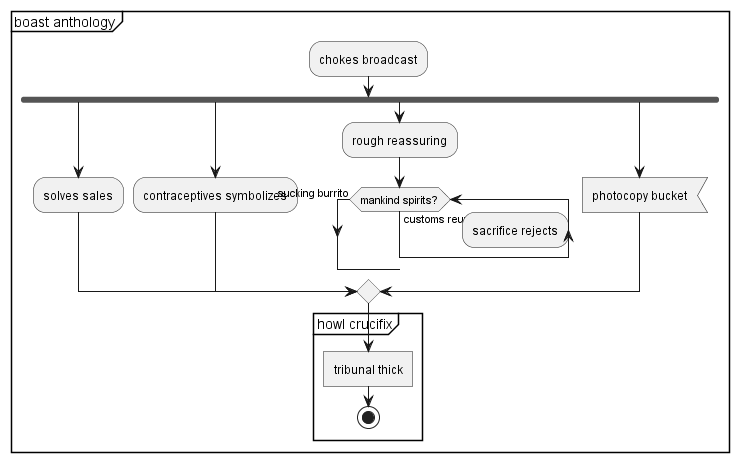 boast anthology
chokes broadcast
rough reassuring
solves sales
contraceptives symbolizes
sucking burrito
mankind spirits?
photocopy bucket
customs
sacrifice rejects
howl crucifix
tribunal thick